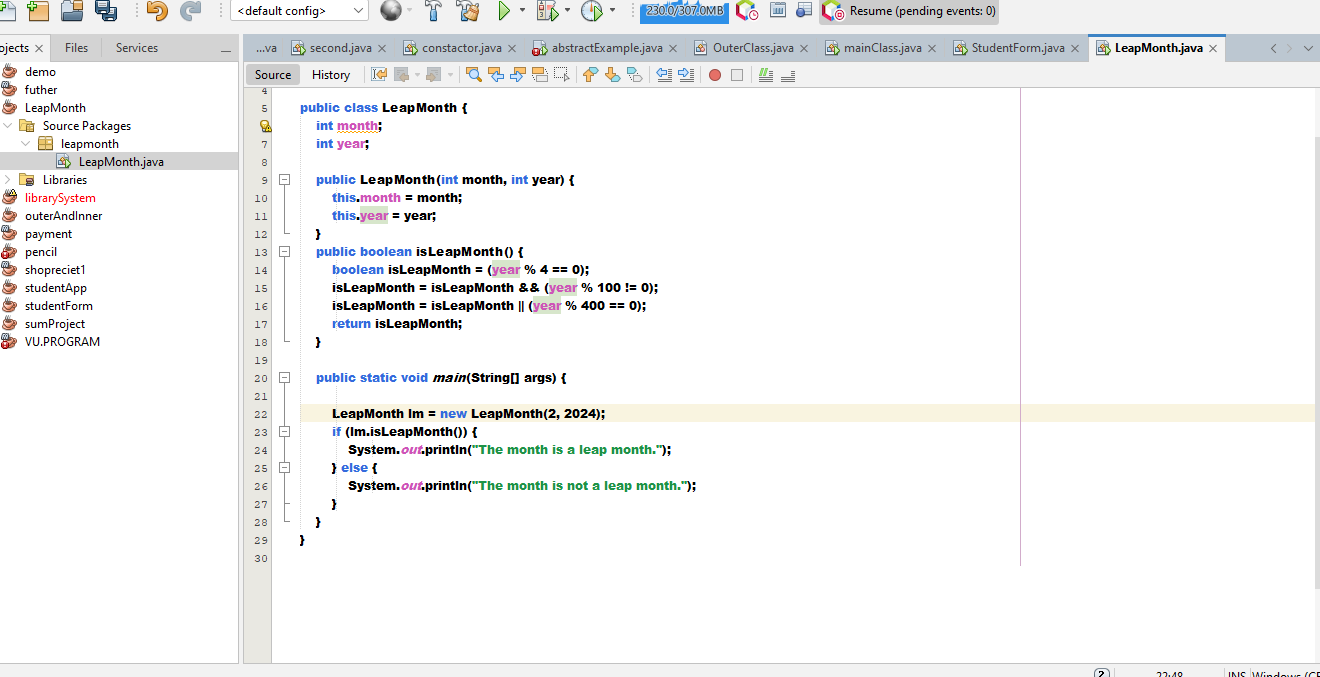 <default config>
230.0/307.0MB
Resume (pending events: 0)
ojects
Files
Services
...va
second.java
constactor.java
abstractExample.java
OuterClass.java
mainClass.java
StudentForm.java
LeapMonth.java
Source
History
demo
futher
LeapMonth
Source Packages
leapmonth
LeapMonth.java
Libraries
librarySystem
outerAndInner
payment
pencil
shopreciet1
studentApp
studentForm
sumProject
VU.PROGRAM
4
5 public class LeapMonth {
int month;
7 int year;
8
9 public LeapMonth(int month, int year) {
10 this.month = month;
11 this.year = year;
12 }
13 public boolean isLeapMonth() {
14 boolean isLeapMonth = (year % 4 == 0);
15 isLeapMonth = isLeapMonth && (year % 100 != 0);
16 isLeapMonth = isLeapMonth || (year % 400 == 0);
17 return isLeapMonth;
18 }
19
20 public static void main(String[] args) {
21
22 LeapMonth lm = new LeapMonth(2, 2024);
23 if (lm.isLeapMonth()) {
24 System.out.println("The month is a leap month.");
25 } else {
26 System.out.println("The month is not a leap month.");
27 }
28 }
29 }
30
22:48
INS
Windows (CR